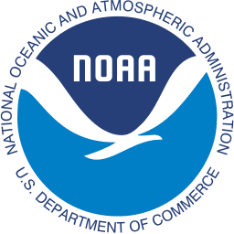 NATIONAL OCEANIC AND ATMOSPHERIC ADMINISTRATION
NOAA
U.S. DEPARTMENT OF COMMERCE